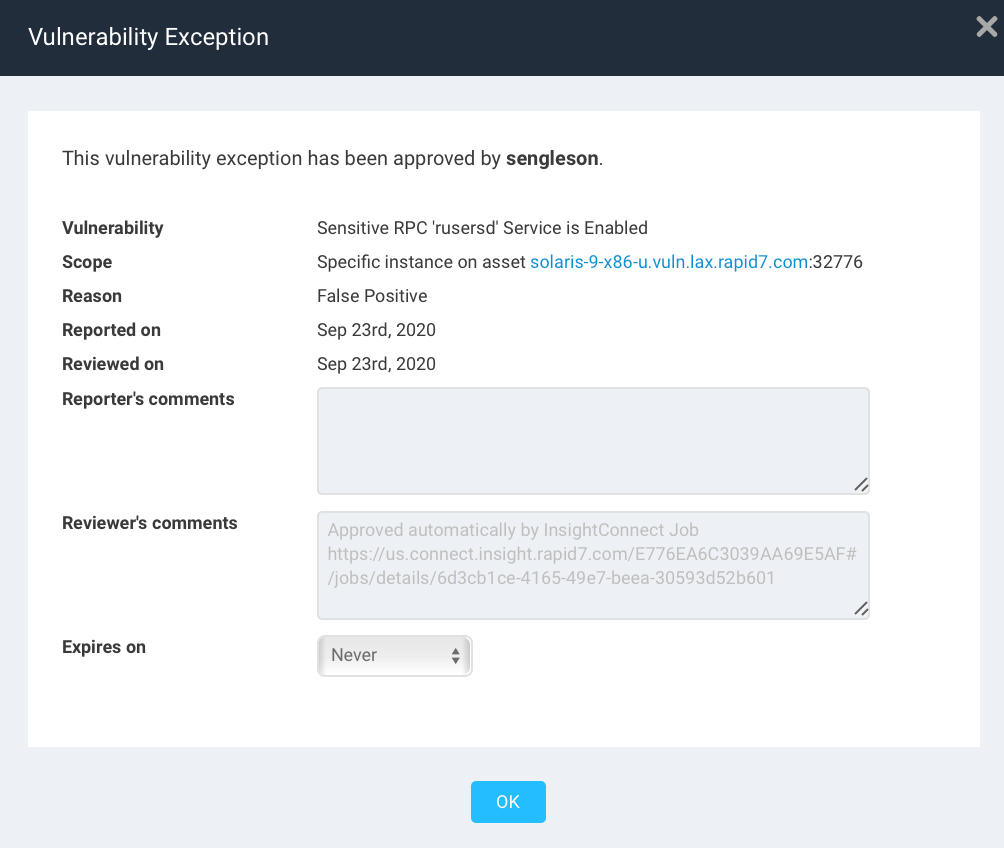 Vulnerability Exception
This vulnerability exception has been approved by sengleson.
Vulnerability Sensitive RPC 'rusersd' Service is Enabled
Scope Specific instance on asset solaris-9-x86-u.vuln.lax.rapid7.com:32776
Reason False Positive
Reported on Sep 23rd, 2020
Reviewed on Sep 23rd, 2020
Reporter's comments
Reviewer's comments
Approved automatically by InsightConnect Job
https://us.connect.insight.rapid7.com/E776EA6C3039AA69E5AF#
/jobs/details/6d3cb1ce-4165-49e7-beea-30593d52b601
Expires on Never
OK